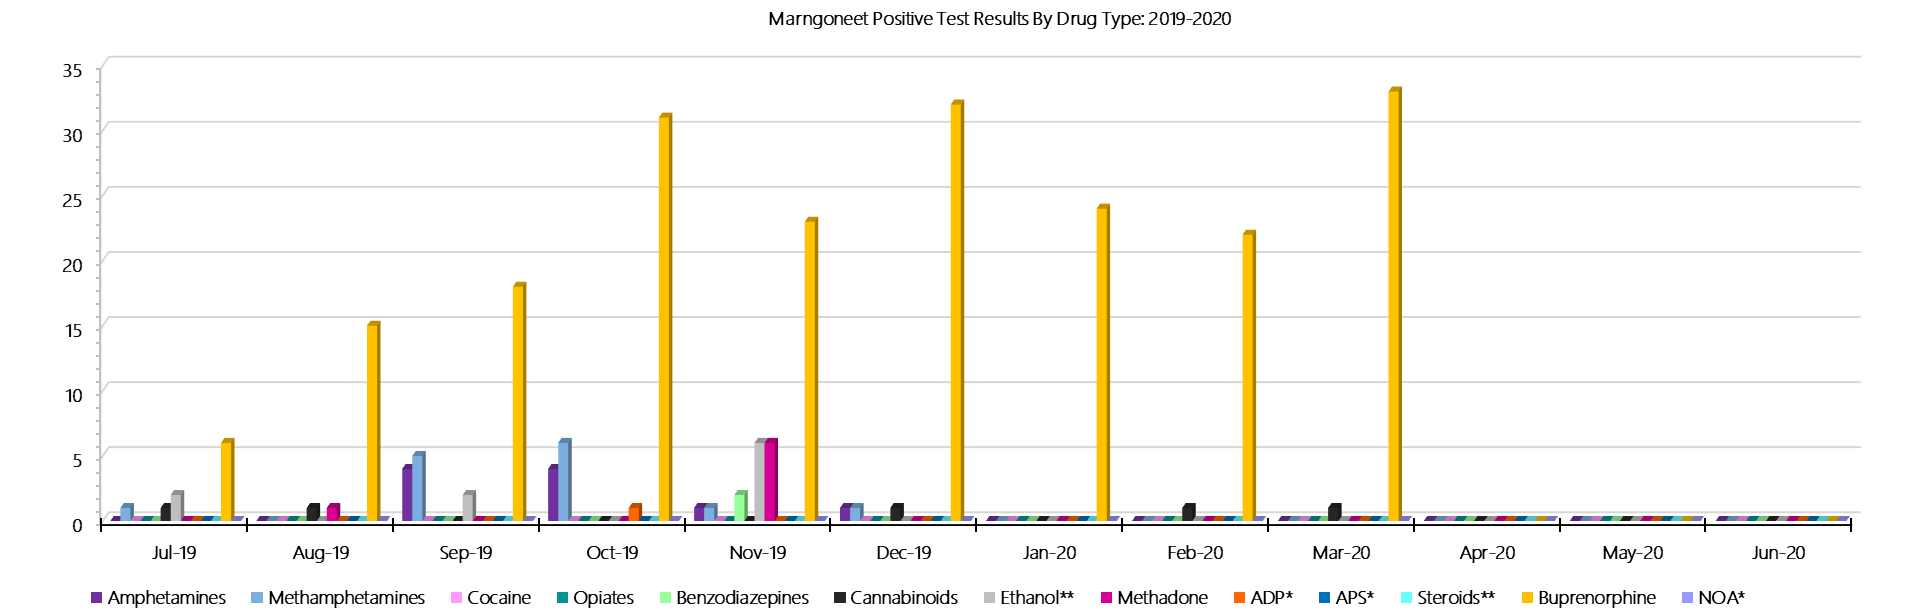 Marngoneet Positive Test Results By Drug Type: 2019-2020
35
30
25
20
15
10
5
0
Jul-19 Aug-19 Sep-19 Oct-19 Nov-19 Dec-19 Jan-20 Feb-20 Mar-20 Apr-20 May-20 Jun-20
Amphetamines Methamphetamines Cocaine Opiates Benzodiazepines Cannabinoids Ethanol** Methadone ADP* APS* Steroids** Buprenorphine NOA*